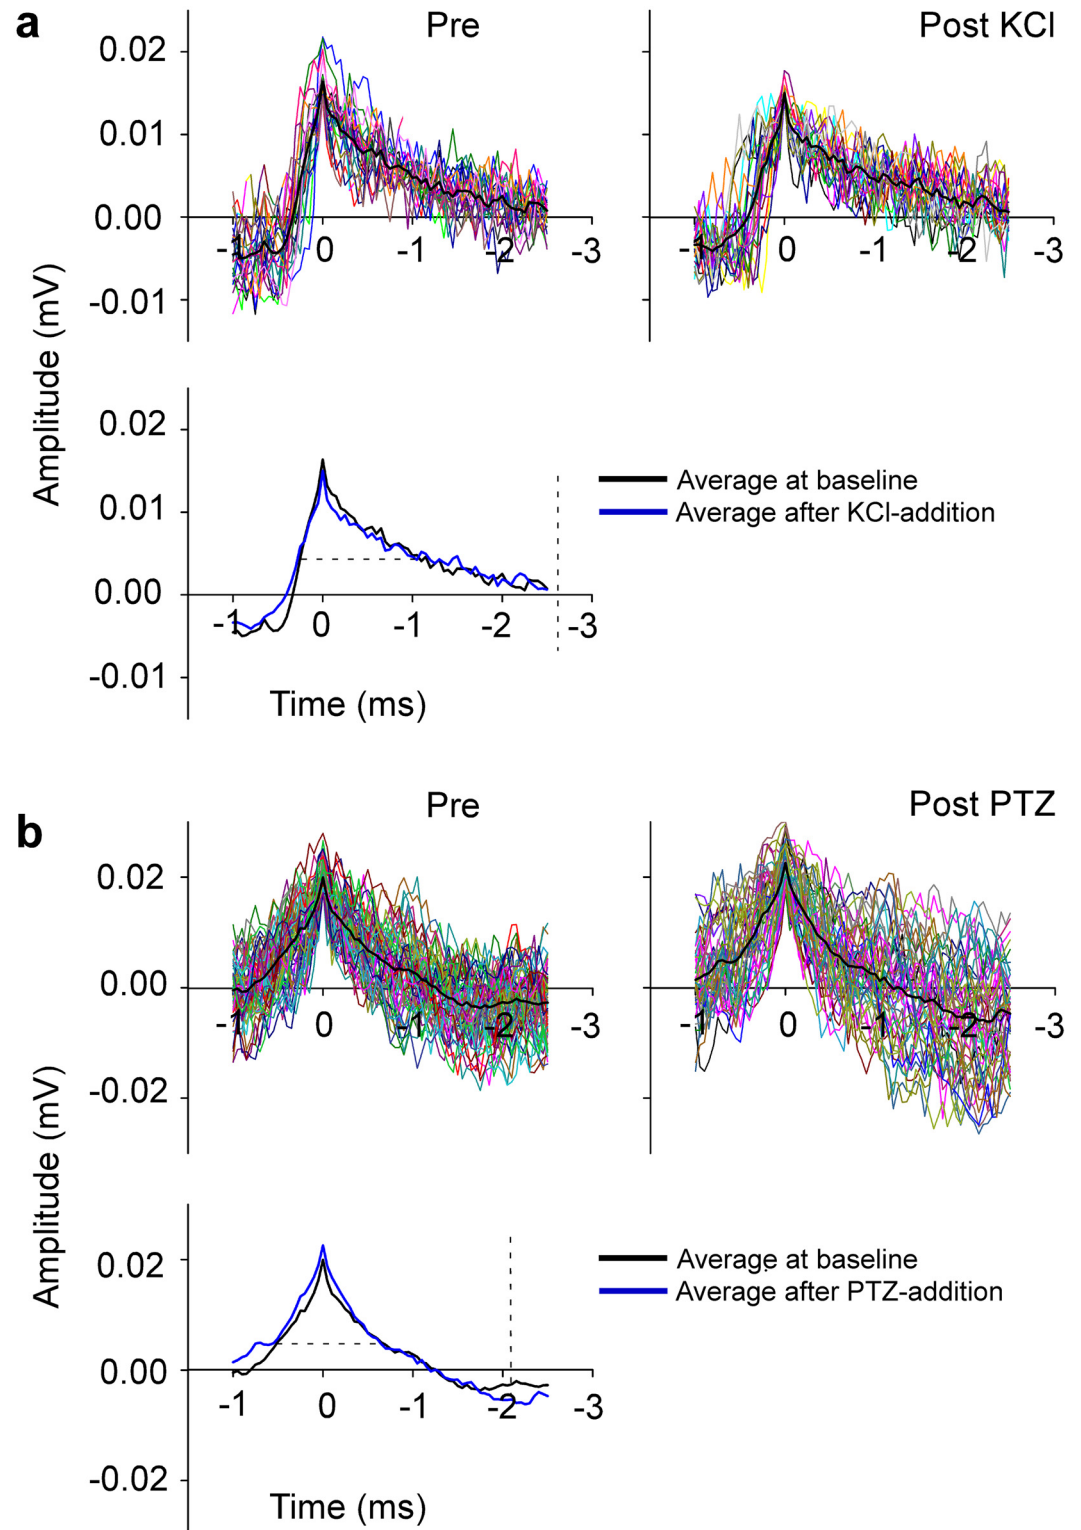 a
Pre
Post KCl
0.02
0.01
0.00
-0.01
-1 0 -1 -2 -3
-1 0 -1 -2 -3
Amplitude (mV)
0.02
0.01
0.00
-0.01
-1 0 -1 -2 -3
Average at baseline
Average after KCl-addition
Time (ms)
b
Pre
Post PTZ
0.02
0.00
-0.02
-1 0 -1 -2 -3
-1 0 -1 -2 -3
Amplitude (mV)
0.02
0.00
-0.02
-1 0 -1 -2 -3
Average at baseline
Average after PTZ-addition
Time (ms)